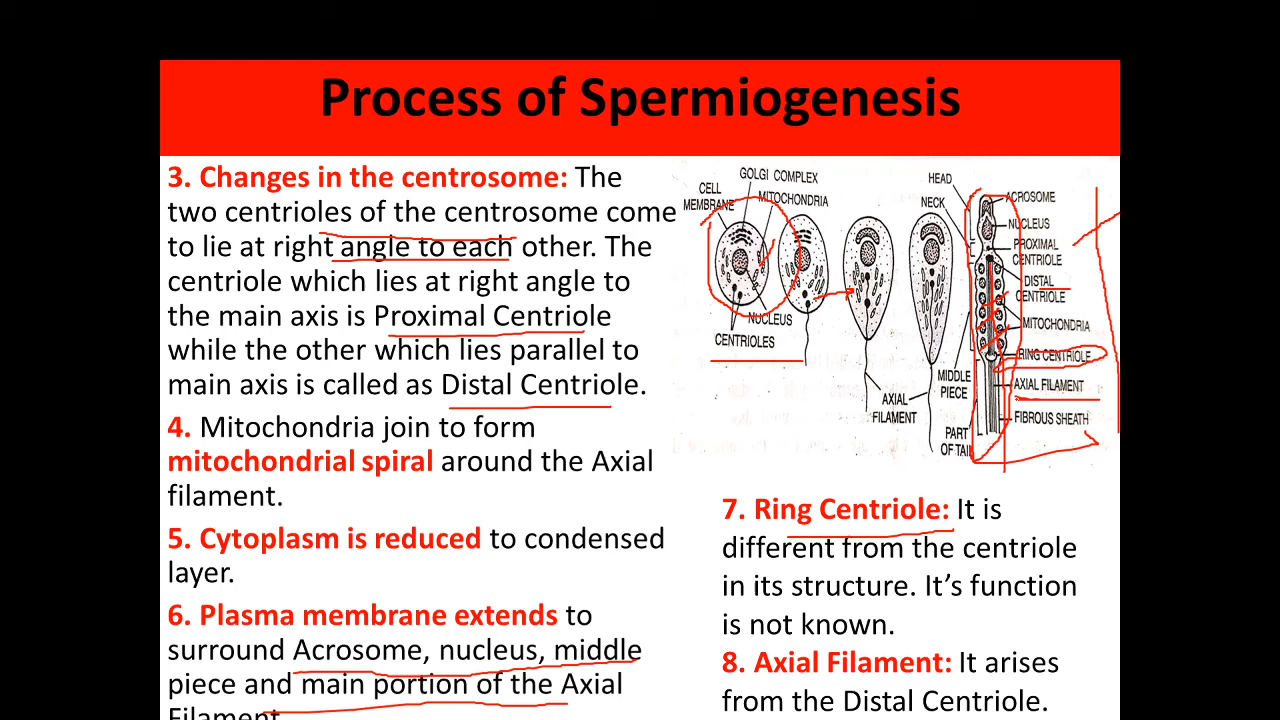 Process of Spermiogenesis
3. Changes in the centrosome: The
two centrioles of the centrosome come
to lie at right angle to each other. The
centriole which lies at right angle to
the main axis is Proximal Centriole
while the other which lies parallel to
main axis is called as Distal Centriole.
4. Mitochondria join to form
mitochondrial spiral around the Axial
filament.
5. Cytoplasm is reduced to condensed
layer.
6. Plasma membrane extends to
surround Acrosome, nucleus, middle
piece and main portion of the Axial
Filament
GOLGI COMPLEX
CELL
MEMBRANE
MITOCHONDRIA
NUCLEUS
CENTRIOLES
AXIAL
FILAMENT
HEAD
NECK
MIDDLE
PIECE
PART
OF TAIL
ACROSOME
NUCLEUS
PROXIMAL
CENTRIOLE
DISTAL
CENTRIOLE
MITOCHONDRIA
RING CENTRIOLE
AXIAL FILAMENT
FIBROUS SHEATH
7. Ring Centriole: It is
different from the centriole
in its structure. It’s function
is not known.
8. Axial Filament: It arises
from the Distal Centriole.